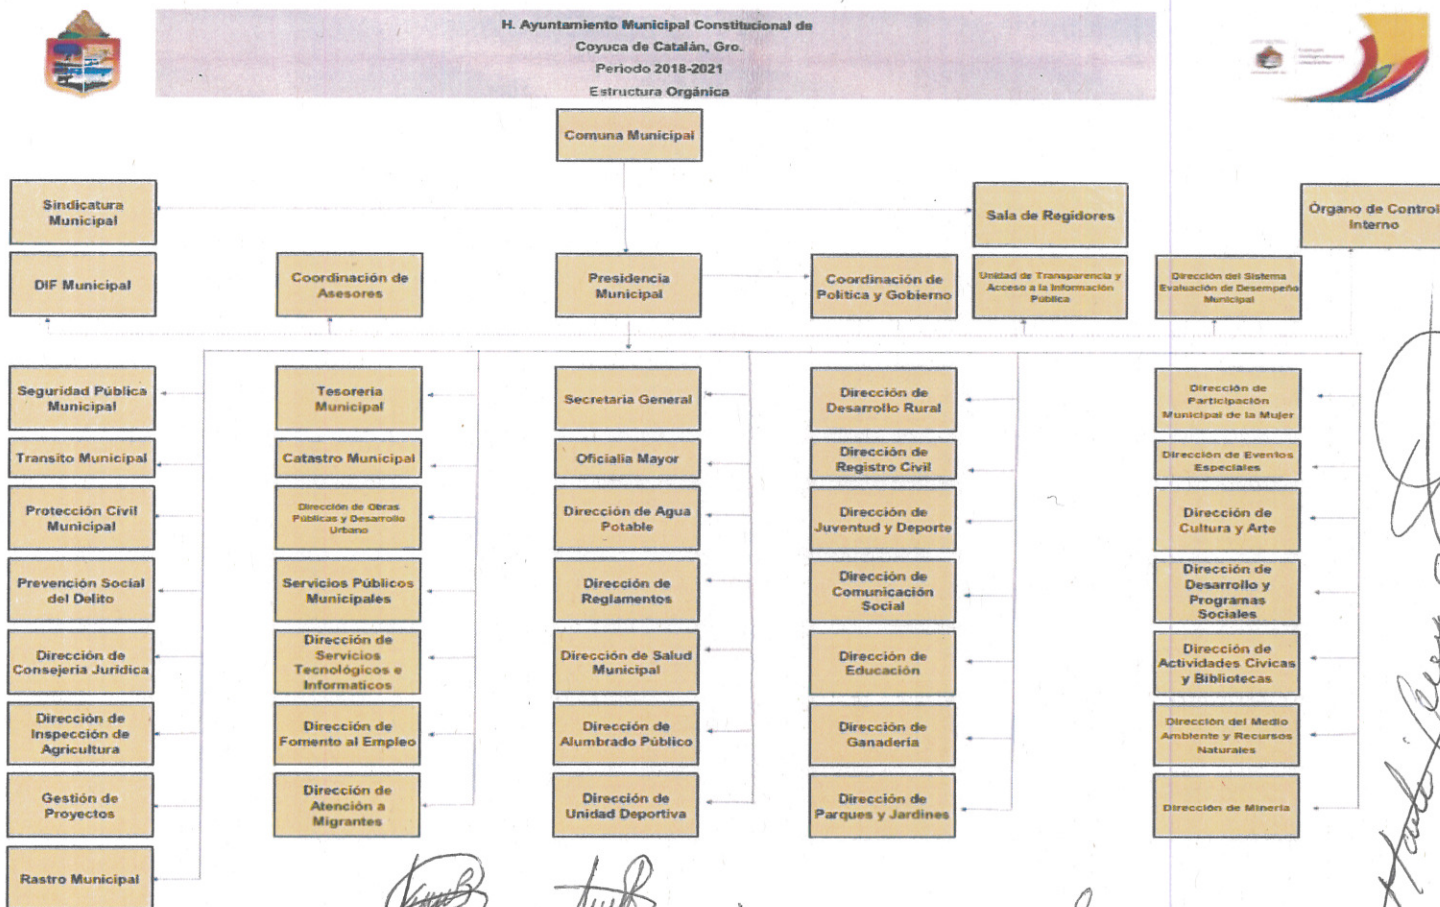 H. Ayuntamiento Municipal Constitucional de
Coyuca de Catalán, Gro.
Periodo 2018-2021
Estructura Orgánica
Comuna Municipal
Sindicatura
Municipal
Sala de Regidores
Órgano de Control
Interno
DIF Municipal
Coordinación de
Asesores
Presidencia
Municipal
Coordinación de
Política y Gobierno
Unidad de Transparencia y
Acceso a la Información
Pública
Dirección del Sistema
Evaluación de Desempeño
Municipal
Seguridad Pública
Municipal
Tesorería
Municipal
Secretaria General
Dirección de
Desarrollo Rural
Dirección de
Participación
Municipal de la Mujer
Transito Municipal
Catastro Municipal
Oficialia Mayor
Dirección de
Registro Civil
Dirección de Eventos
Especiales
Protección Civil
Municipal
Dirección de Obras
Públicas y Desarrollo
Urbano
Dirección de Agua
Potable
Dirección de
Juventud y Deporte
Dirección de
Cultura y Arte
Prevención Social
del Delito
Servicios Públicos
Municipales
Dirección de
Reglamentos
Dirección de
Comunicación
Social
Dirección de
Desarrollo y
Programas
Sociales
Dirección de
Consejería Jurídica
Dirección de
Servicios
Tecnológicos e
Informaticos
Dirección de Salud
Municipal
Dirección de
Educación
Dirección de
Actividades Cívicas
y Bibliotecas
Dirección de
Inspección de
Agricultura
Dirección de
Fomento al Empleo
Dirección de
Alumbrado Público
Dirección de
Ganadería
Dirección del Medio
Ambiente y Recursos
Naturales
Gestión de
Proyectos
Dirección de
Atención a
Migrantes
Dirección de
Unidad Deportiva
Dirección de
Parques y Jardines
Dirección de Minería
Rastro Municipal